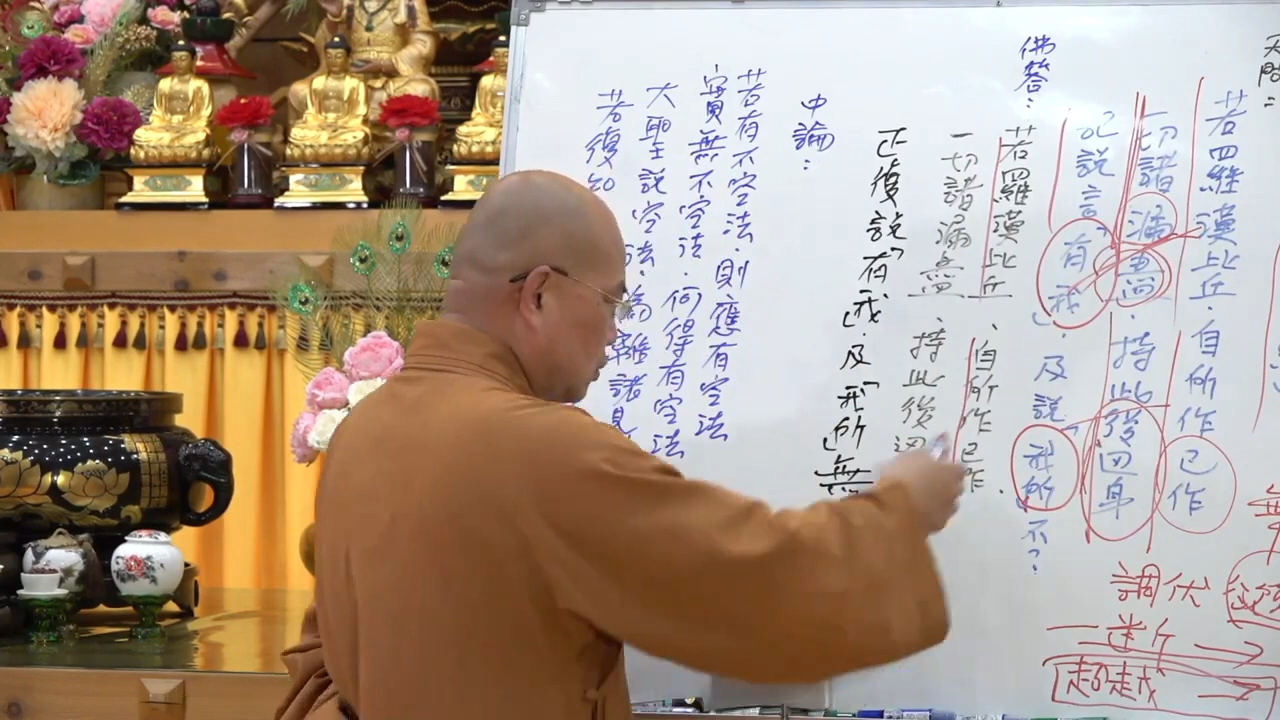 天問：
若羅漢比丘．自所作已作
一切諸漏盡．持此後邊身
記說言「有我」．及說「我所」不？
佛答：
若羅漢比丘、自所作已作．
一切諸漏盡、持此後邊
正復說「有我」．及「我所」無
中論：
若有不空法．則應有空法
實無不空法．何得有空法
大聖說空法．為離諸見
若復知
調伏
一 迷斤
超越